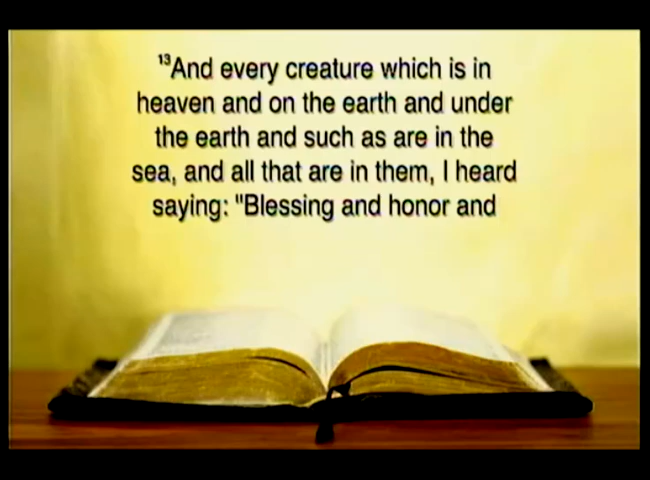 ¹³And every creature which is in
heaven and on the earth and under
the earth and such as are in the
sea, and all that are in them, I heard
saying: "Blessing and honor and